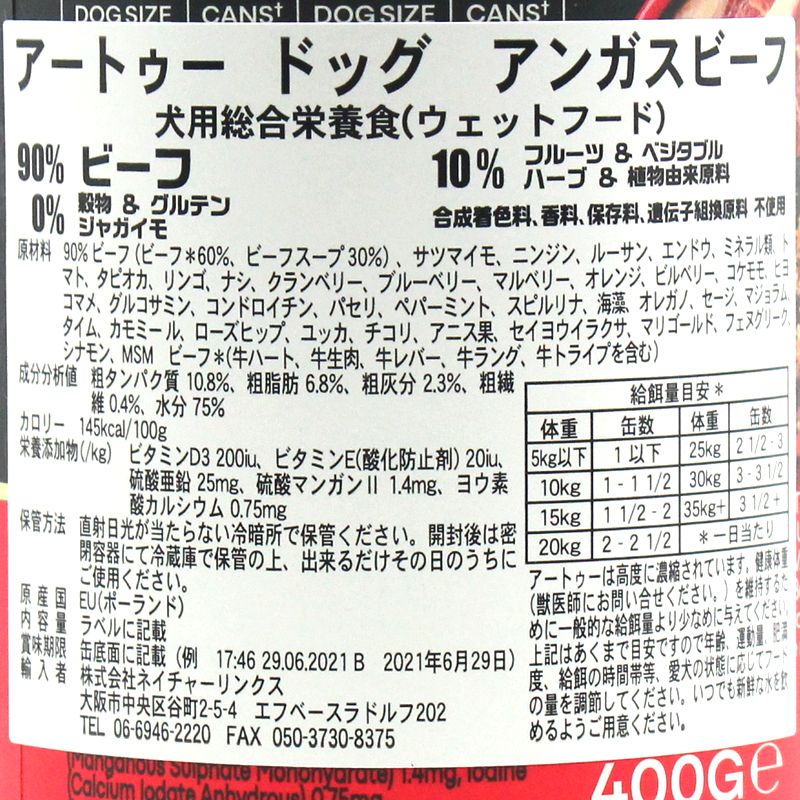 DOG SIZE CANS† DOG SIZE CANS†
アートゥー ドッグ アンガスビーフ
犬用総合栄養食(ウェットフード)
90% ビーフ
10% フルーツ & ベジタブル
ハーブ & 植物由来原料
0% 穀物 & グルテン
ジャガイモ
合成着色料、香料、保存料、遺伝子組換原料 不使用
原材料 90%ビーフ(ビーフ*60%、ビーフスープ30%)、サツマイモ、ニンジン、ルーサン、エンドウ、ミネラル類、ト
マト、タピオカ、リンゴ、ナシ、クランベリー、ブルーベリー、マルベリー、オレンジ、ビルベリー、コケモモ、ヒヨ
コマメ、グルコサミン、コンドロイチン、パセリ、ペパーミント、スピルリナ、海藻 オレガノ、セージ、マジョラム、
タイム、カモミール、ローズヒップ、ユッカ、チコリ、アニス果、セイヨウイラクサ、マリゴールド、フェヌグリーク、
シナモン、MSM ビーフ*(牛ハート、牛生肉、牛レバー、牛ラング、牛トライプを含む)
成分分析値 粗タンパク質 10.8%、粗脂肪 6.8%、粗灰分 2.3%、粗繊
維 0.4%、水分 75%
カロリー 145kcal/100g
栄養添加物(/kg) ビタミンD3 200iu、ビタミンE(酸化防止剤) 20iu、
硫酸亜鉛 25mg、硫酸マンガンII 1.4mg、ヨウ素
酸カルシウム 0.75mg
保管方法 直射日光が当たらない冷暗所で保管ください。開封後は密
閉容器にて冷蔵庫で保管の上、出来るだけその日のうちに
ご使用ください。
原産国 EU(ポーランド)
内容量 ラベルに記載
賞味期限 缶底面に記載(例 17:46 29.06.2021 B 2021年6月29日)
輸入者 株式会社ネイチャーリンクス
大阪市中央区谷町2-5-4 エフベースラドルフ202
TEL 06-6946-2220 FAX 050-3730-8375
給餌量目安*
体重 缶数 体重 缶数
5kg以下 1 以下 25kg 2 1/2 - 3
10kg 1 - 1 1/2 30kg 3 - 3 1/2
15kg 1 1/2 - 2 35kg+ 3 1/2 +
20kg 2 - 2 1/2 *一日当たり
アートゥーは高度に濃縮されています。健康体重
(獣医師にお問い合せください。)を維持するた
めに一般的な給餌量より少なめに与えてください。
上記はあくまで目安ですので年齢、運動量、肥満
度、給餌の時間帯等、愛犬の状態に応じてフード
の量を調節してください。いつでも新鮮な水を飲
めるようご用意ください。
(Manganous Sulphate Monohydrate) 1.4mg, Iodine
(Calcium Iodate Anhydrous) 0.75mg
400G℮